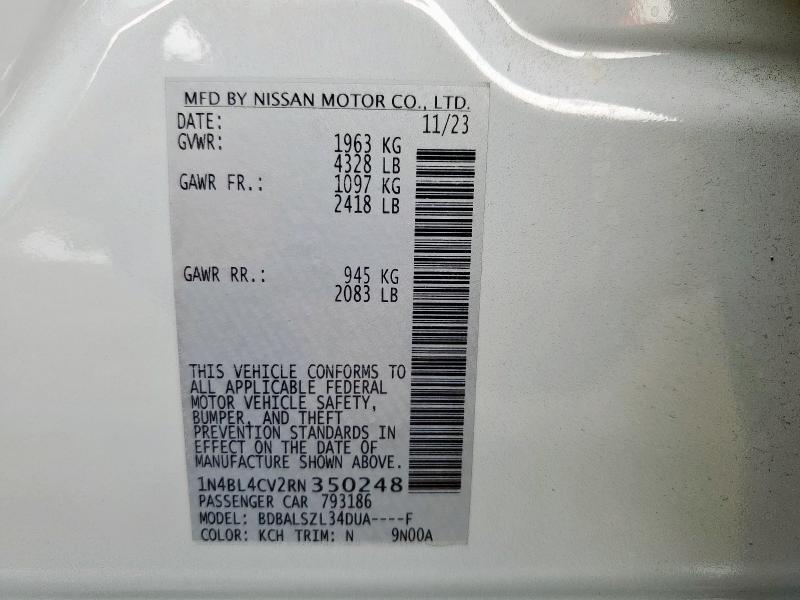 MFD BY NISSAN MOTOR CO., LTD.
DATE: 11/23
GVWR: 1963 KG
4328 LB
GAWR FR.: 1097 KG
2418 LB
GAWR RR.: 945 KG
2083 LB
THIS VEHICLE CONFORMS TO
ALL APPLICABLE FEDERAL
MOTOR VEHICLE SAFETY,
BUMPER, AND THEFT
PREVENTION STANDARDS IN
EFFECT ON THE DATE OF
MANUFACTURE SHOWN ABOVE.
1N4BL4CV2RN350248
PASSENGER CAR 793186
MODEL: BDBALSZL34DUA----F
COLOR: KCH TRIM: N 9N00A